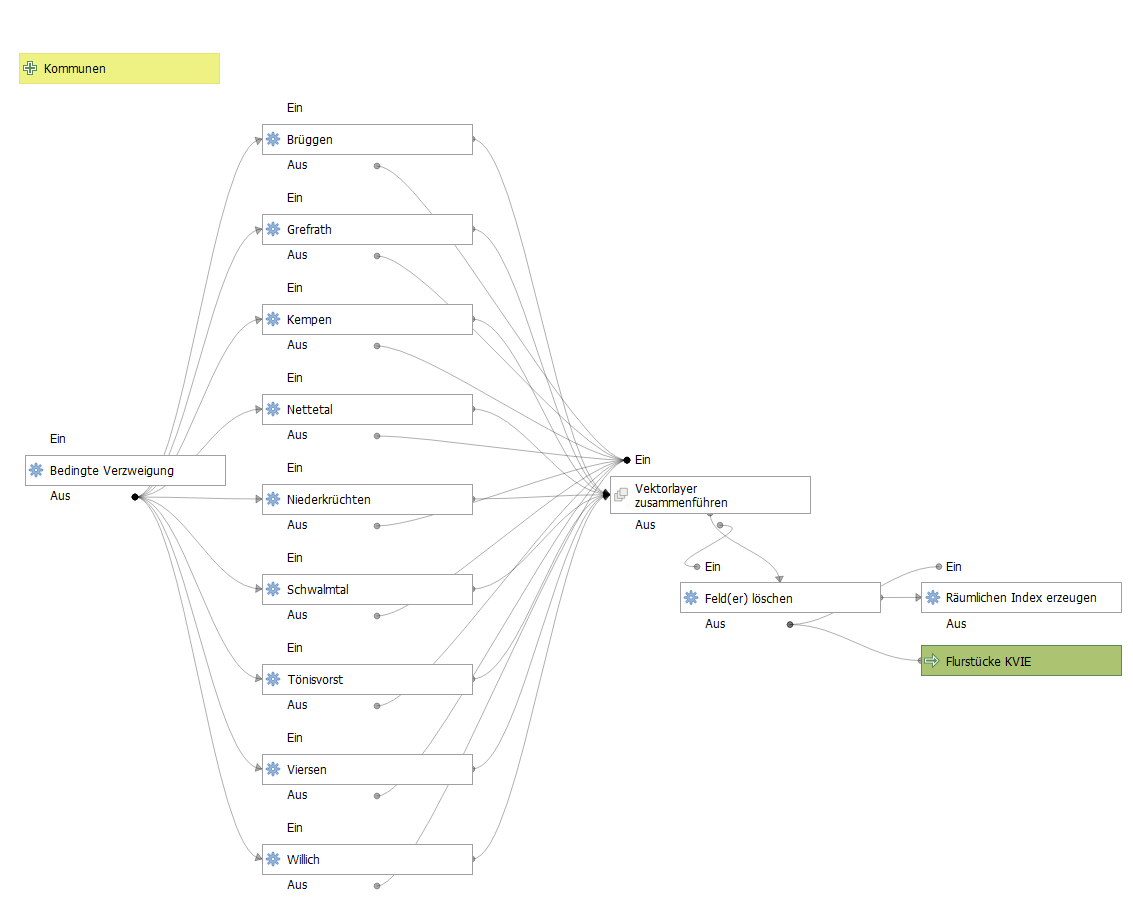 Kommunen
Ein
Brüggen
Aus
Ein
Grefrath
Aus
Ein
Kempen
Aus
Ein
Nettetal
Aus
Ein
Bedingte Verzweigung
Aus
Ein
Niederkrüchten
Aus
Ein
Schwalmtal
Aus
Ein
Tönisvorst
Aus
Ein
Viersen
Aus
Ein
Willich
Aus
Ein
Vektorlayer
zusammenführen
Aus
Ein
Feld(er) löschen
Aus
Ein
Räumlichen Index erzeugen
Aus
Flurstücke KVIE